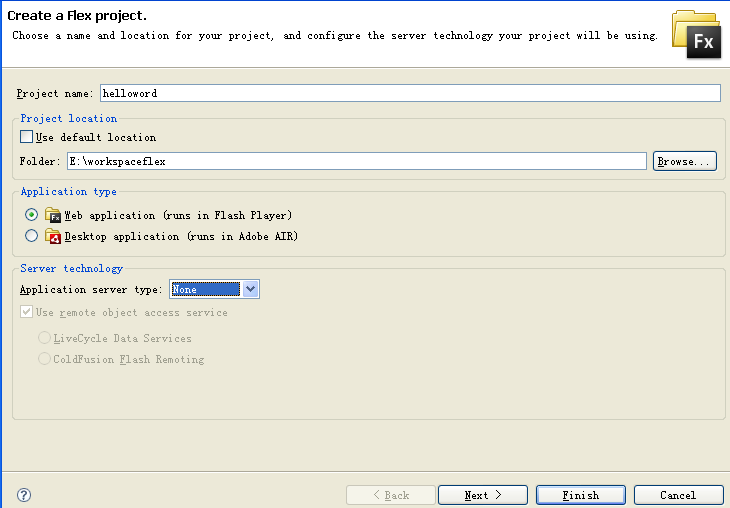 Create a Flex project.
Choose a name and location for your project, and configure the server technology your project will be using.
Fx
Project name: helloword
Project location
Use default location
Folder: E:\workspaceflex Browse...
Application type
Web application (runs in Flash Player)
Desktop application (runs in Adobe AIR)
Server technology
Application server type: None
Use remote object access service
LiveCycle Data Services
ColdFusion Flash Remoting
? < Back Next > Finish Cancel